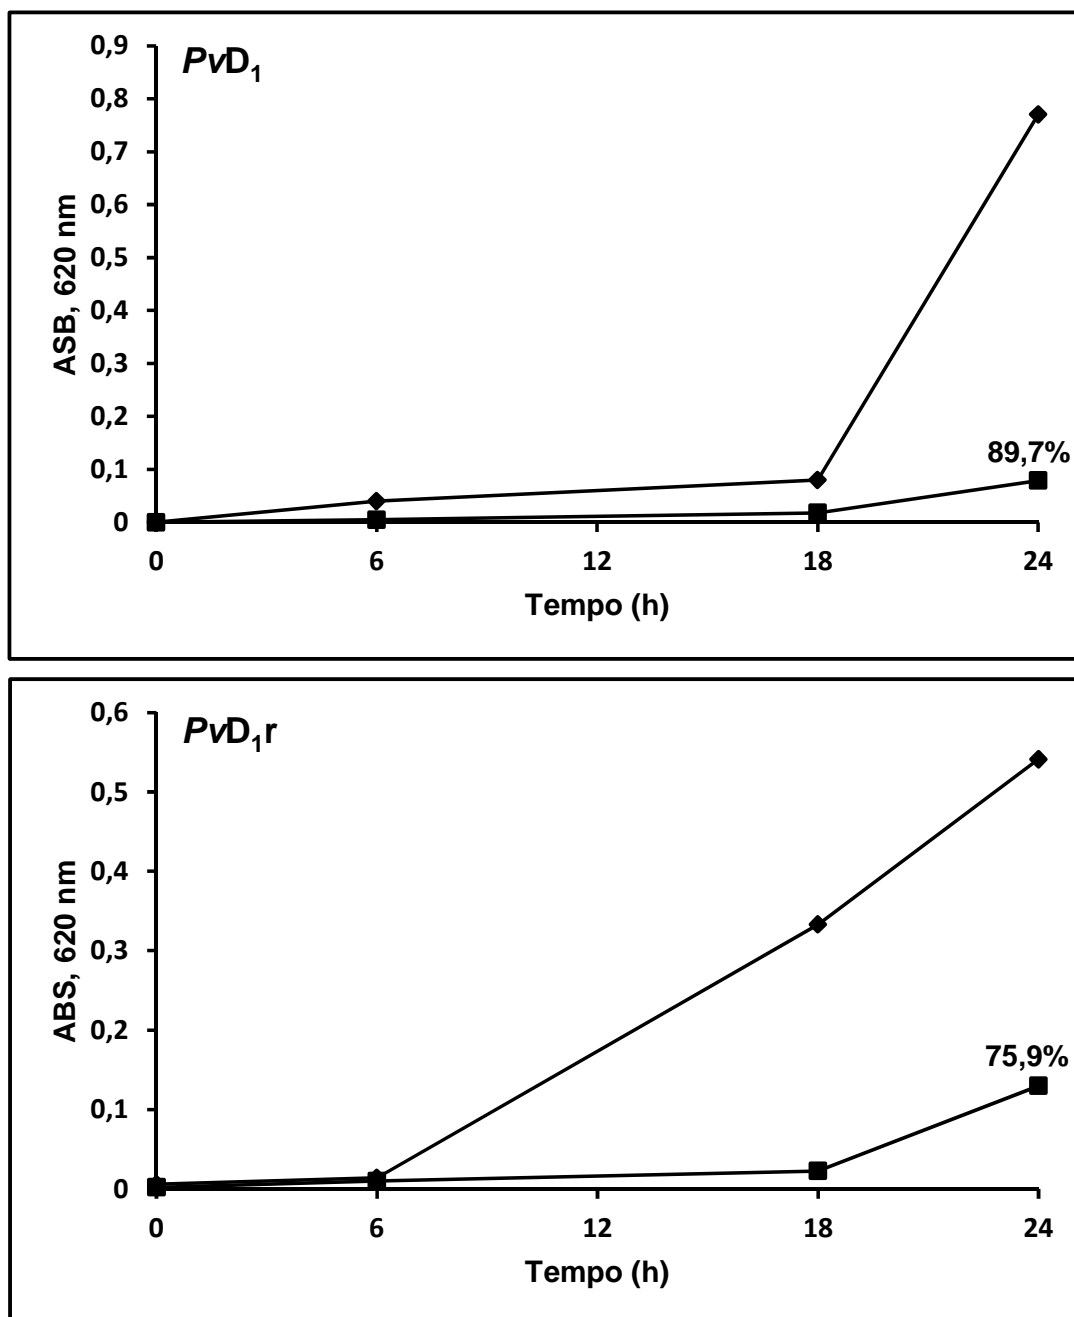 PvD₁
0,9
0,8
0,7
0,6
0,5
0,4
0,3
0,2
0,1
0
ASB, 620 nm
89,7%
0 6 12 18 24
Tempo (h)
PvD₁r
0,6
0,5
0,4
0,3
0,2
0,1
0
ABS, 620 nm
75,9%
0 6 12 18 24
Tempo (h)